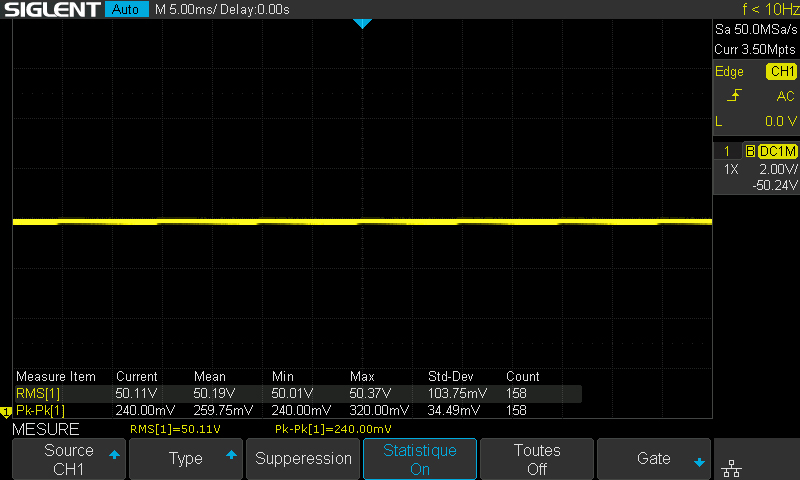 SIGLENT Auto M 5.00ms/ Delay:0.00s f < 10Hz
Sa 50.0MSa/s
Curr 3.50Mpts
Edge CH1
AC
L 0.0 V
1 B DC1M
1X 2.00V/
-50.24V
Measure Item Current Mean Min Max Std-Dev Count
RMS[1] 50.11V 50.19V 50.01V 50.37V 103.75mV 158
Pk-Pk[1] 240.00mV 259.75mV 240.00mV 320.00mV 34.49mV 158
1
MESURE RMS[1]=50.11V Pk-Pk[1]=240.00mV
Source
CH1
Type
Supperession
Statistique
On
Toutes
Off
Gate